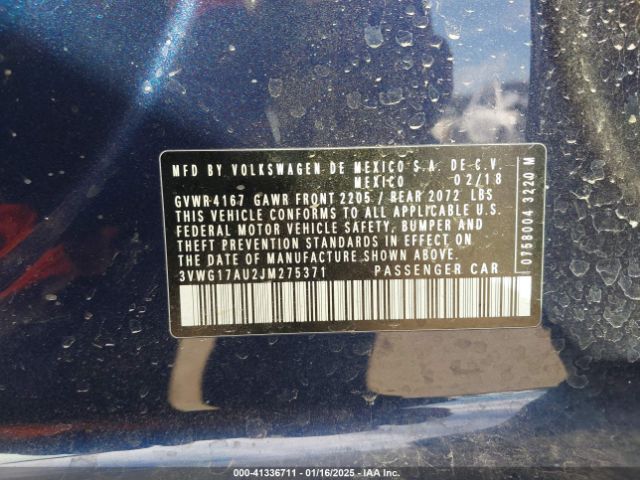 MFD BY VOLKSWAGEN DE MEXICO S.A. DE C.V.
MEXICO 02/18
GVWR 4167 GAWR FRONT 2205 / REAR 2072 LBS
THIS VEHICLE CONFORMS TO ALL APPLICABLE U.S.
FEDERAL MOTOR VEHICLE SAFETY, BUMPER AND
THEFT PREVENTION STANDARDS IN EFFECT ON
THE DATE OF MANUFACTURE SHOWN ABOVE.
3VWG17AU2JM275371 PASSENGER CAR
0758004 3220 M
000-41336711 - 01/16/2025 - IAA Inc.